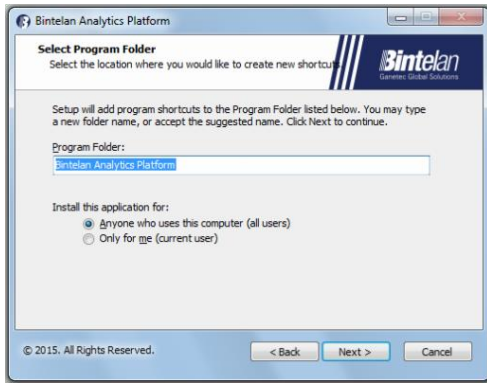 Bintelan Analytics Platform
Select Program Folder
Select the location where you would like to create new shortcu
Bintelan
Ganetec Global Solutions
Setup will add program shortcuts to the Program Folder listed below. You may type
a new folder name, or accept the suggested name. Click Next to continue.
Program Folder:
Bintelan Analytics Platform
Install this application for:
Anyone who uses this computer (all users)
Only for me (current user)
© 2015. All Rights Reserved.
< Back
Next >
Cancel